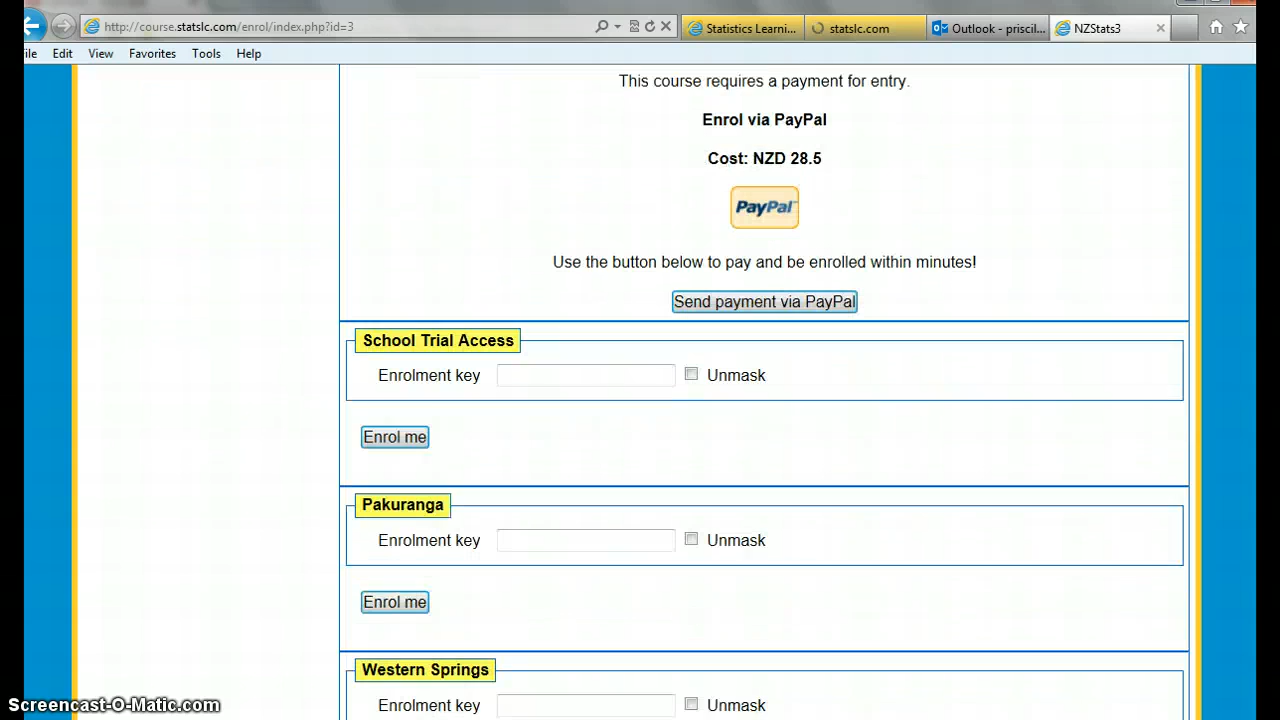 http://course.statslc.com/enrol/index.php?id=3
Statistics Learni...
statslc.com
Outlook - priscil...
NZStats3
ile Edit View Favorites Tools Help
This course requires a payment for entry.
Enrol via PayPal
Cost: NZD 28.5
PayPal
Use the button below to pay and be enrolled within minutes!
Send payment via PayPal
School Trial Access
Enrolment key Unmask
Enrol me
Pakuranga
Enrolment key Unmask
Enrol me
Western Springs
Enrolment key Unmask
Screencast-O-Matic.com